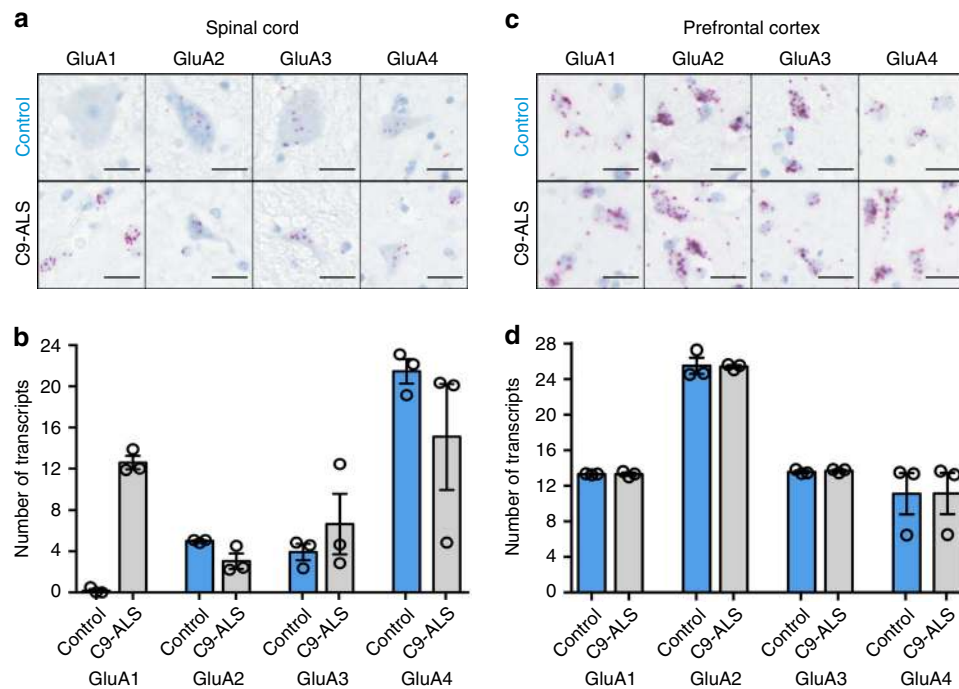 a
Spinal cord
GluA1 GluA2 GluA3 GluA4
Control
C9-ALS
b
Number of transcripts
24
20
16
12
8
4
0
Control C9-ALS Control C9-ALS Control C9-ALS Control C9-ALS
GluA1 GluA2 GluA3 GluA4
c
Prefrontal cortex
GluA1 GluA2 GluA3 GluA4
Control
C9-ALS
d
Number of transcripts
28
24
20
16
12
8
4
0
Control C9-ALS Control C9-ALS Control C9-ALS Control C9-ALS
GluA1 GluA2 GluA3 GluA4